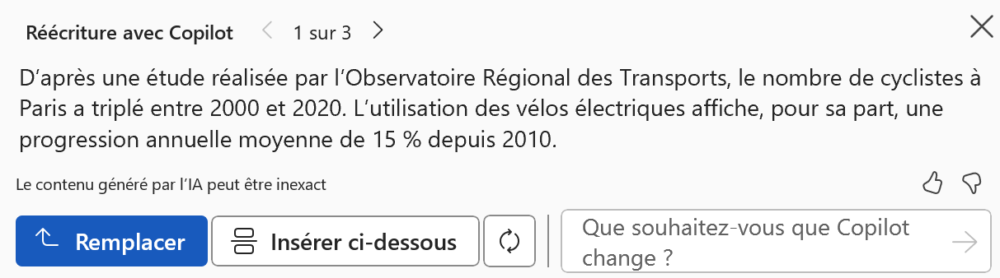 Réécriture avec Copilot 1 sur 3
D’après une étude réalisée par l’Observatoire Régional des Transports, le nombre de cyclistes à
Paris a triplé entre 2000 et 2020. L’utilisation des vélos électriques affiche, pour sa part, une
progression annuelle moyenne de 15 % depuis 2010.
Le contenu généré par l’IA peut être inexact
Remplacer Insérer ci-dessous Que souhaitez-vous que Copilot
change ?